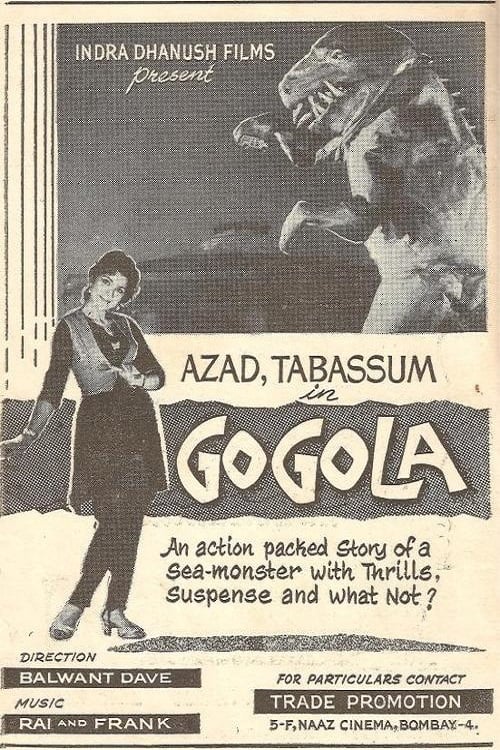 INDRA DHANUSH FILMS
present
AZAD, TABASSUM
in
GOGOLA
An action packed Story of a
Sea-monster with Thrills,
Suspense and what Not?
DIRECTION
BALWANT DAVE
MUSIC
RAI AND FRANK
FOR PARTICULARS CONTACT
TRADE PROMOTION
5-F, NAAZ CINEMA, BOMBAY-4.